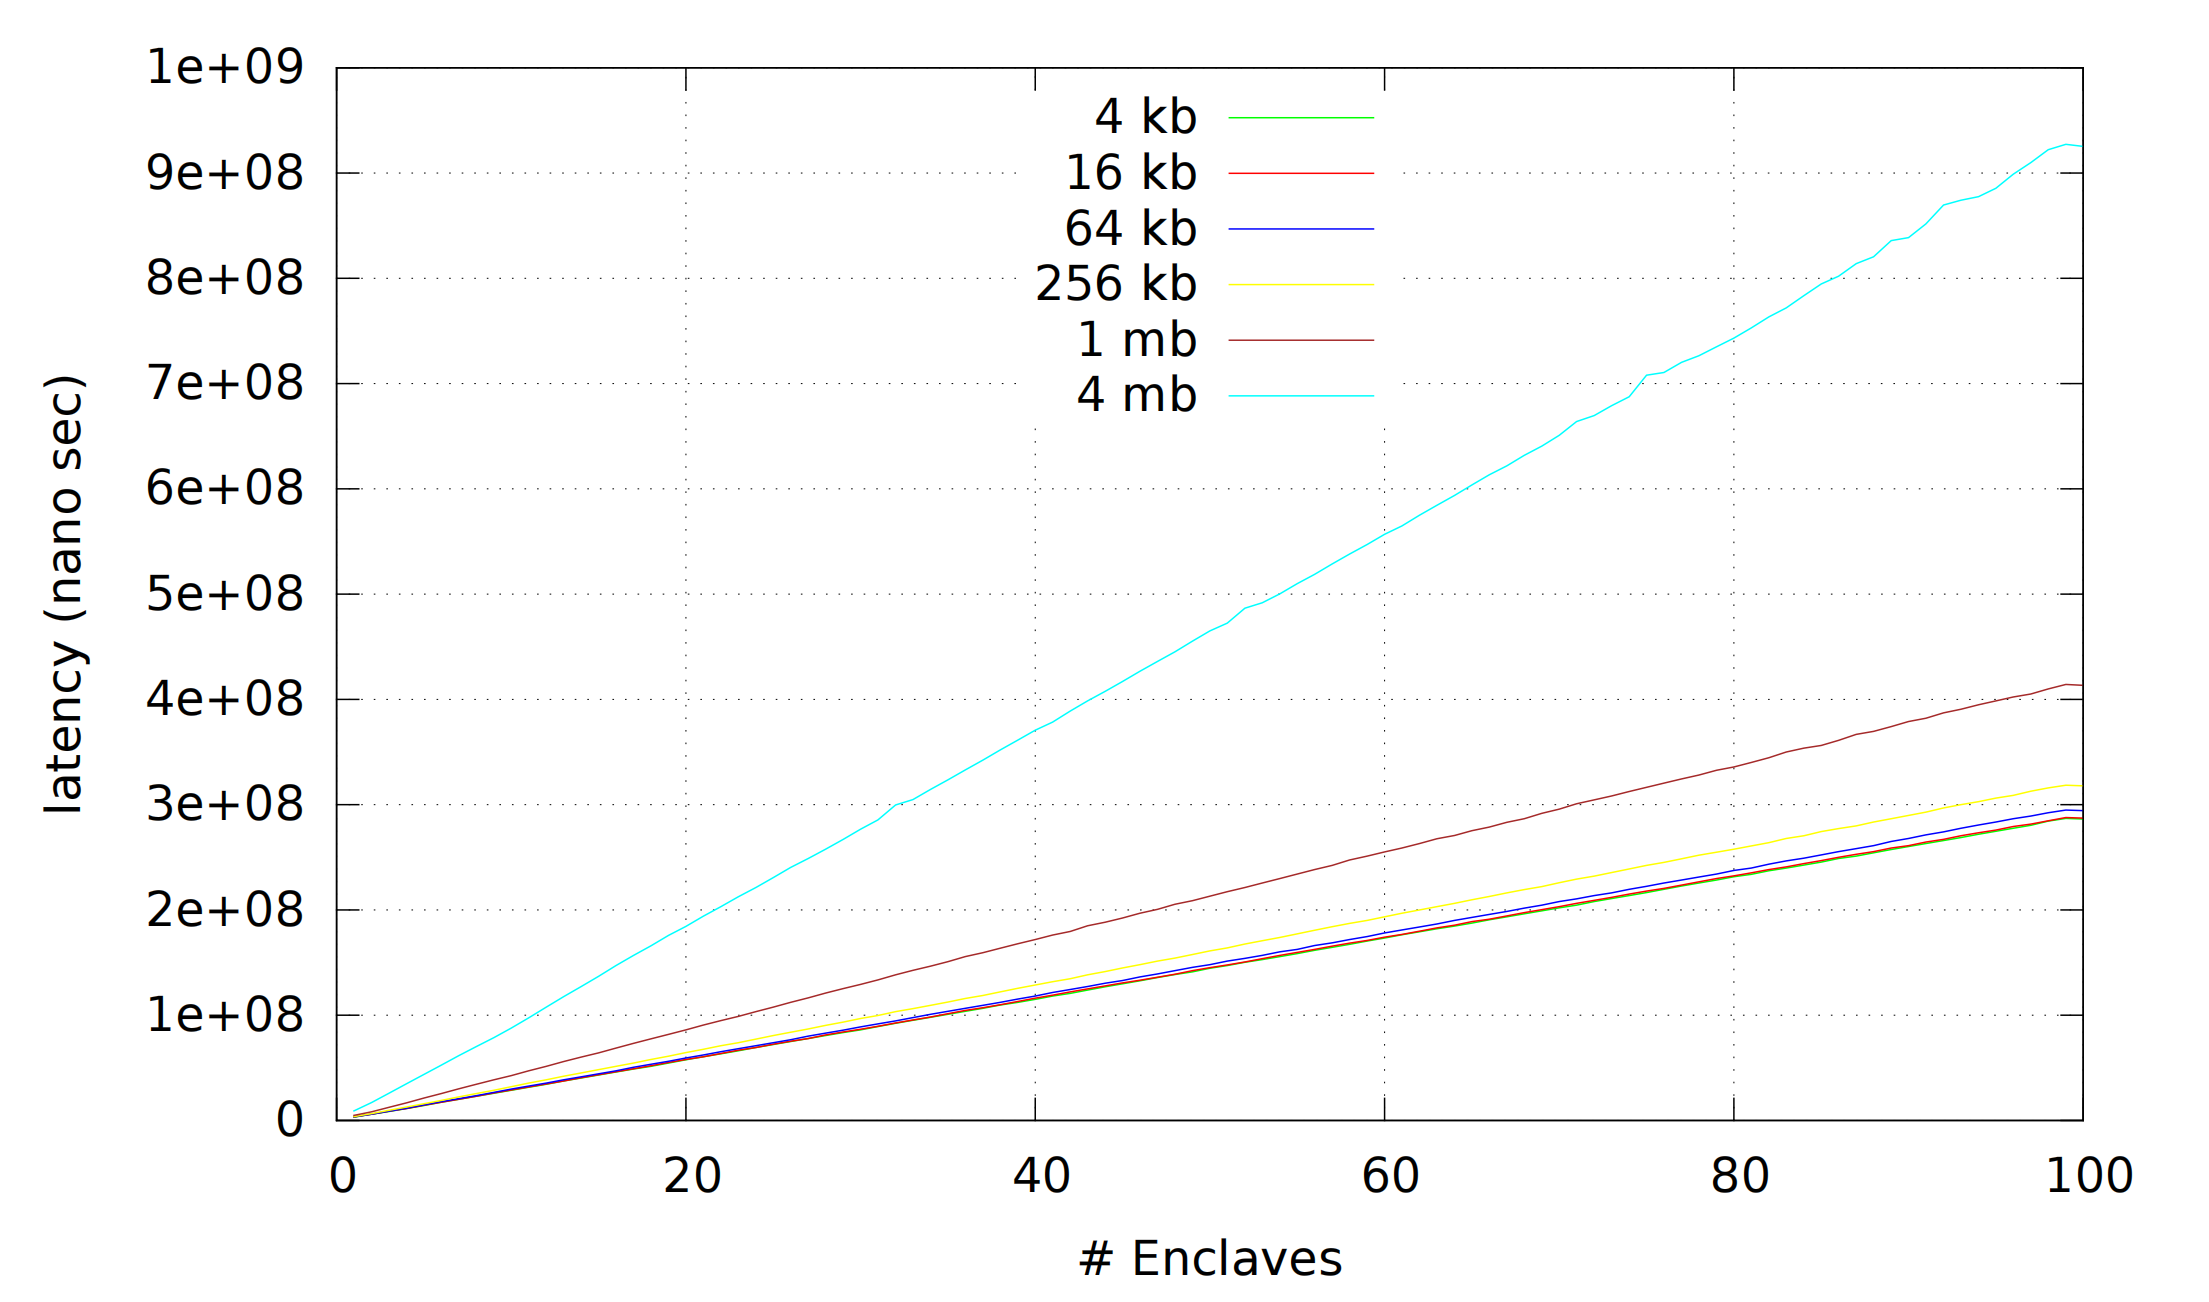 1e+09
9e+08
8e+08
7e+08
6e+08
5e+08
4e+08
3e+08
2e+08
1e+08
0
latency (nano sec)
4 kb
16 kb
64 kb
256 kb
1 mb
4 mb
0 20 40 60 80 100
# Enclaves